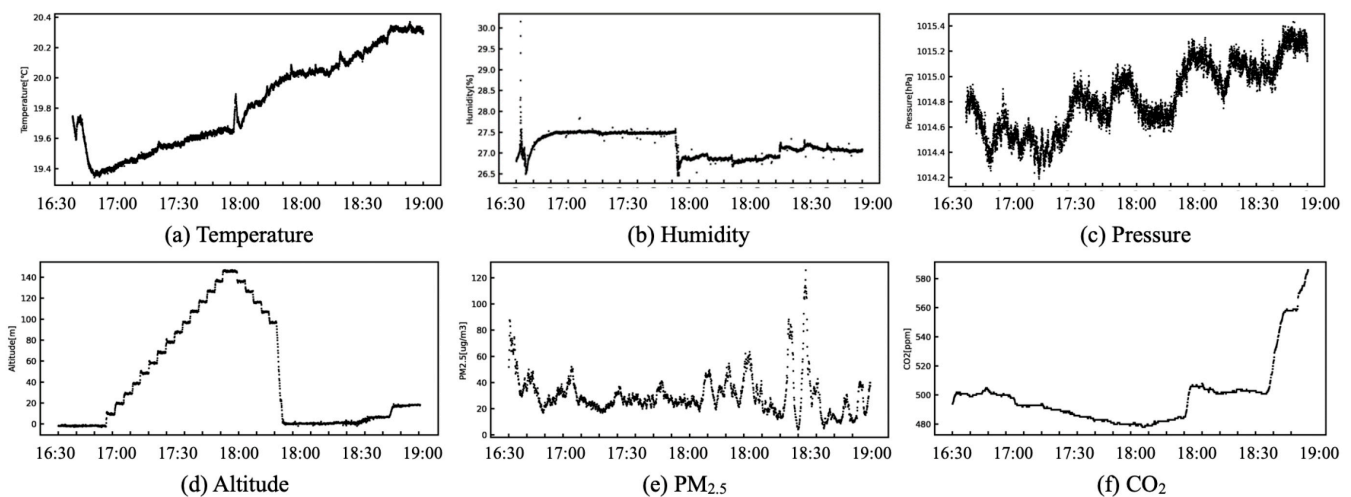 20.4
20.2
20.0
19.8
19.6
19.4
Temperature[℃]
16:30 17:00 17:30 18:00 18:30 19:00
(a) Temperature
30.0
29.5
29.0
28.5
28.0
27.5
27.0
26.5
Humidity[%]
16:30 17:00 17:30 18:00 18:30 19:00
(b) Humidity
1015.4
1015.2
1015.0
1014.8
1014.6
1014.4
1014.2
Pressure[hPa]
16:30 17:00 17:30 18:00 18:30 19:00
(c) Pressure
140
120
100
80
60
40
20
0
Altitude[m]
16:30 17:00 17:30 18:00 18:30 19:00
(d) Altitude
120
100
80
60
40
20
0
PM2.5[ug/m3]
16:30 17:00 17:30 18:00 18:30 19:00
(e) PM2.5
580
560
540
520
500
480
CO2[ppm]
16:30 17:00 17:30 18:00 18:30 19:00
(f) CO2